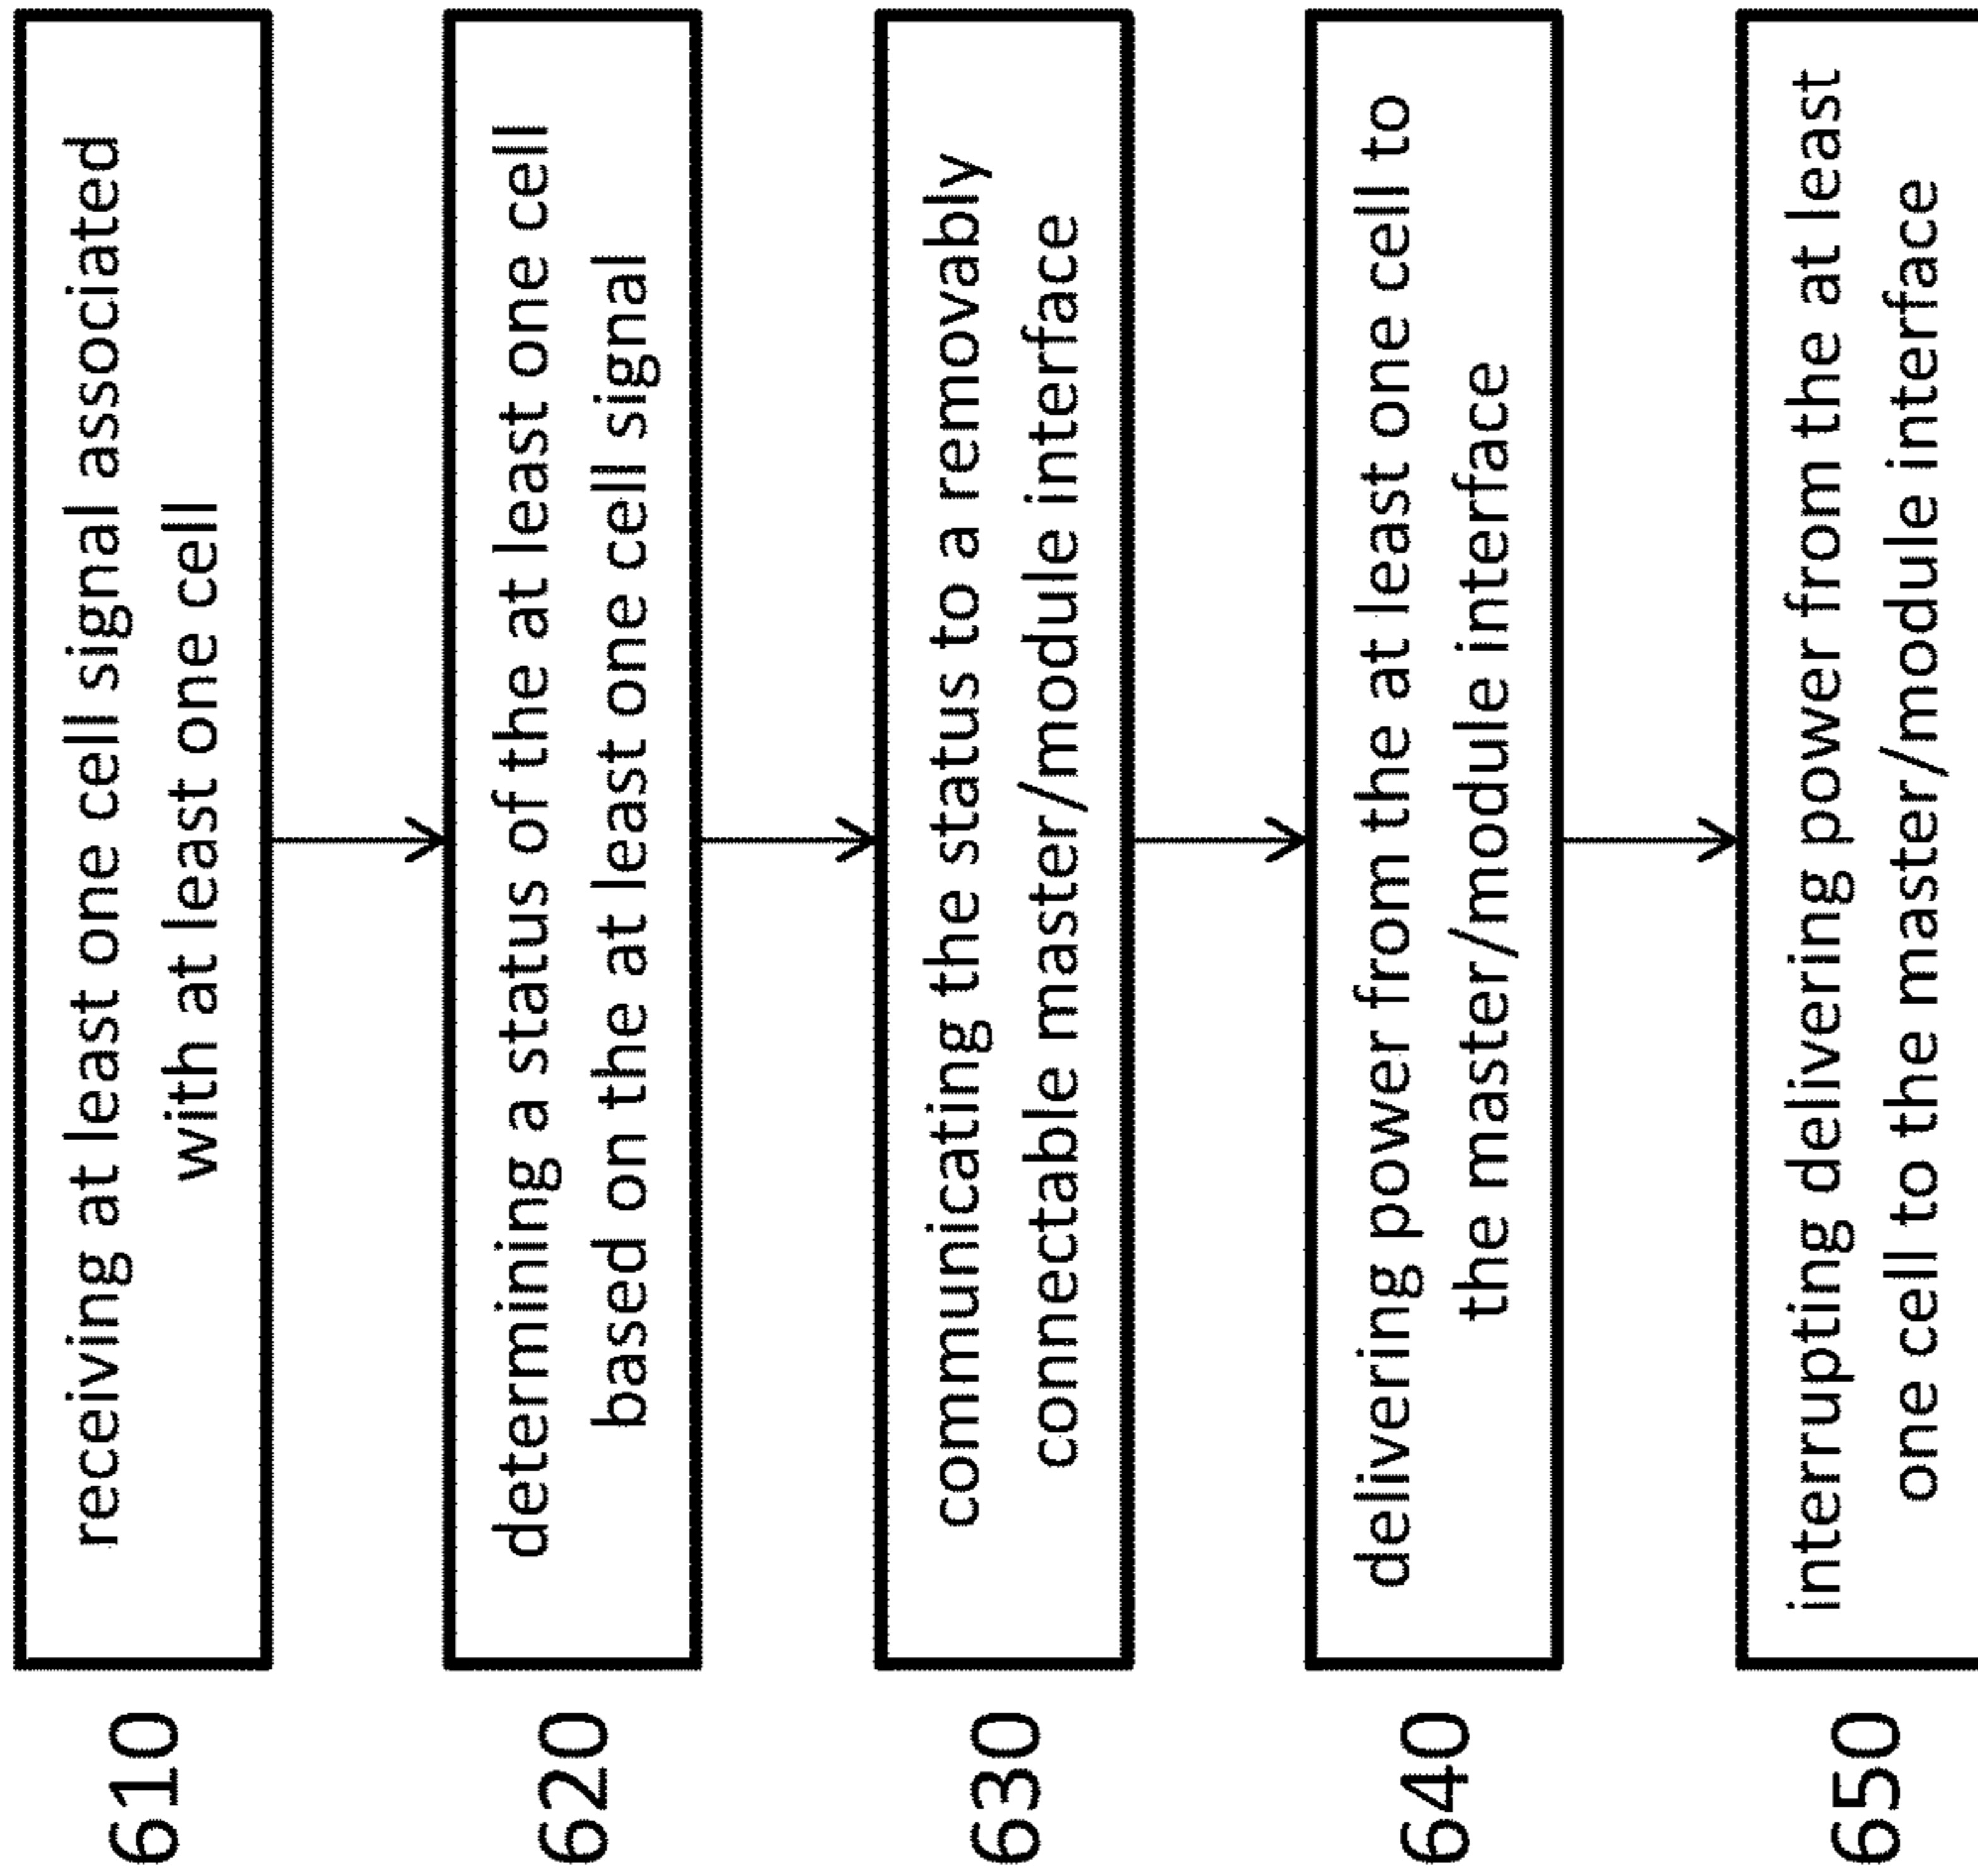 610
receiving at least one cell signal associated
with at least one cell
620
determining a status of the at least one cell
based on the at least one cell signal
630
communicating the status to a removably
connectable master/module interface
640
delivering power from the at least one cell to
the master/module interface
650
interrupting delivering power from the at least
one cell to the master/module interface